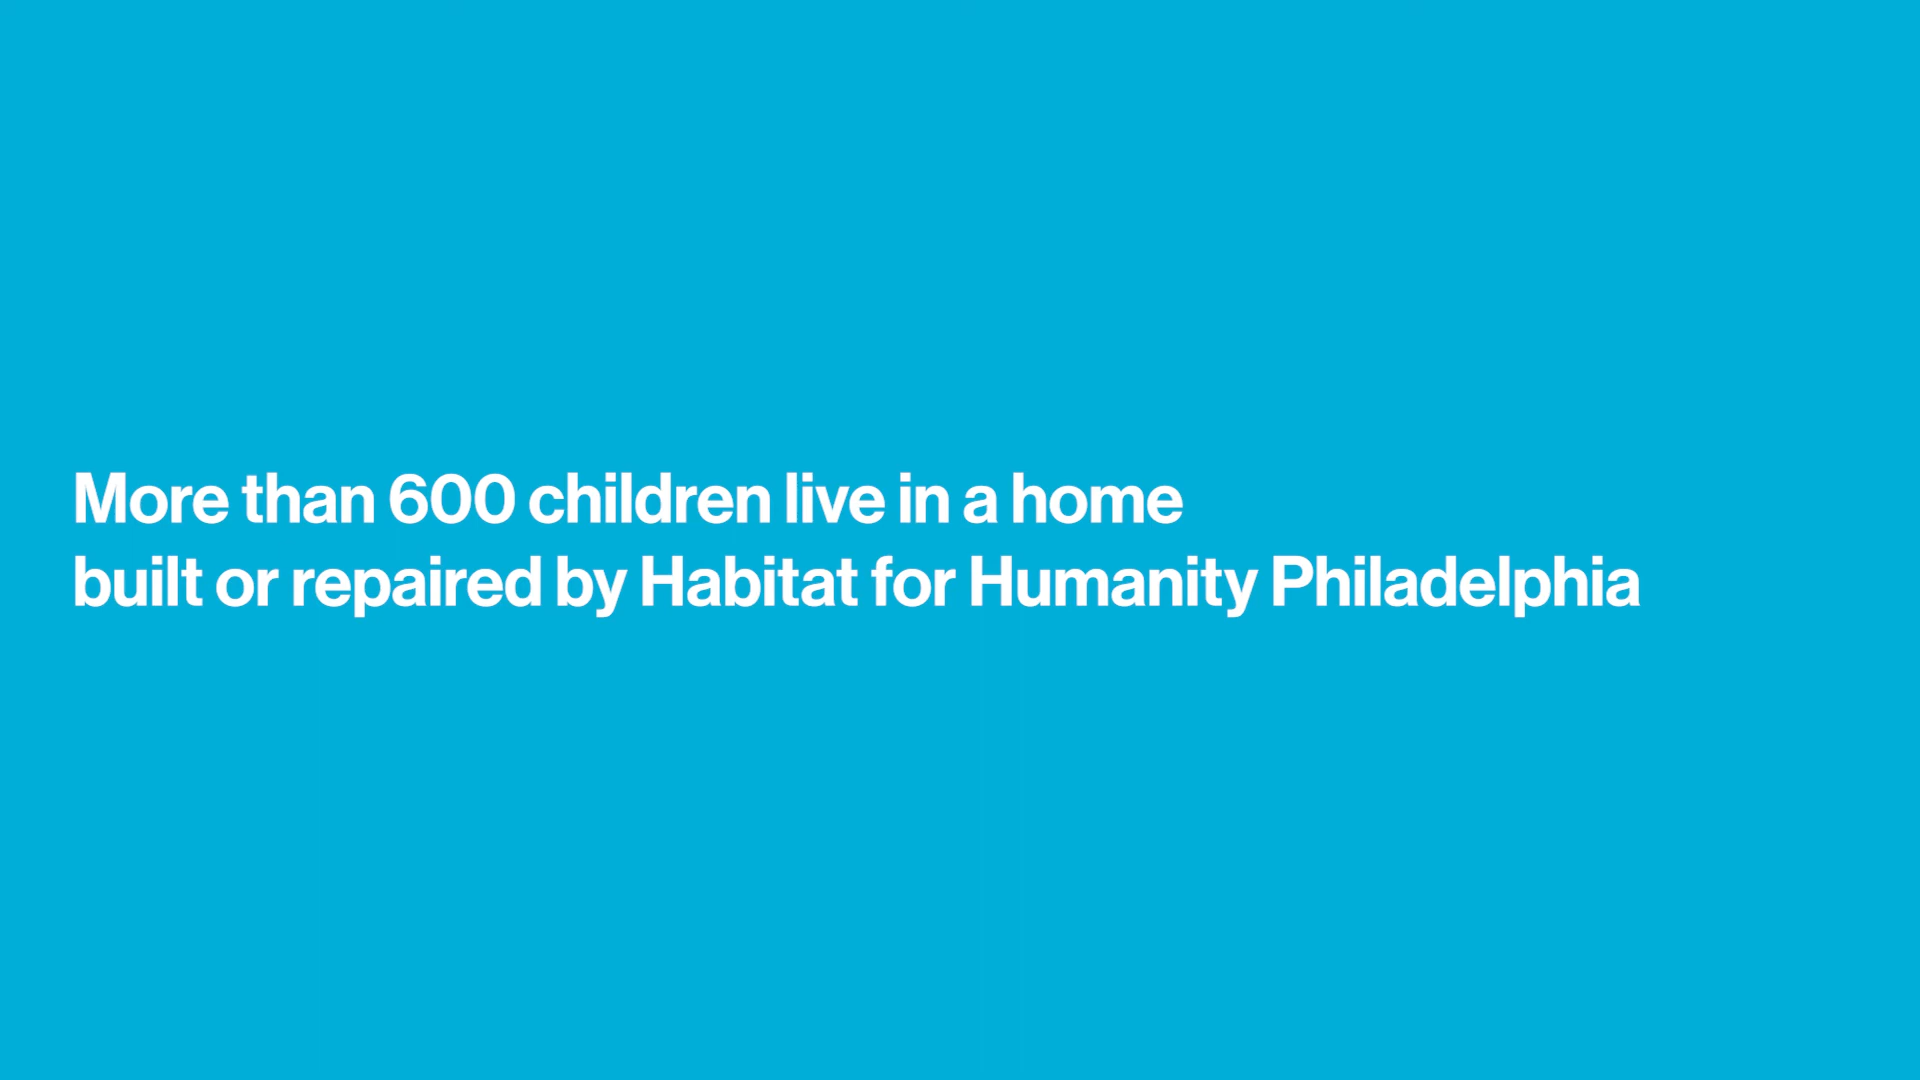 More than 600 children live in a home
built or repaired by Habitat for Humanity Philadelphia